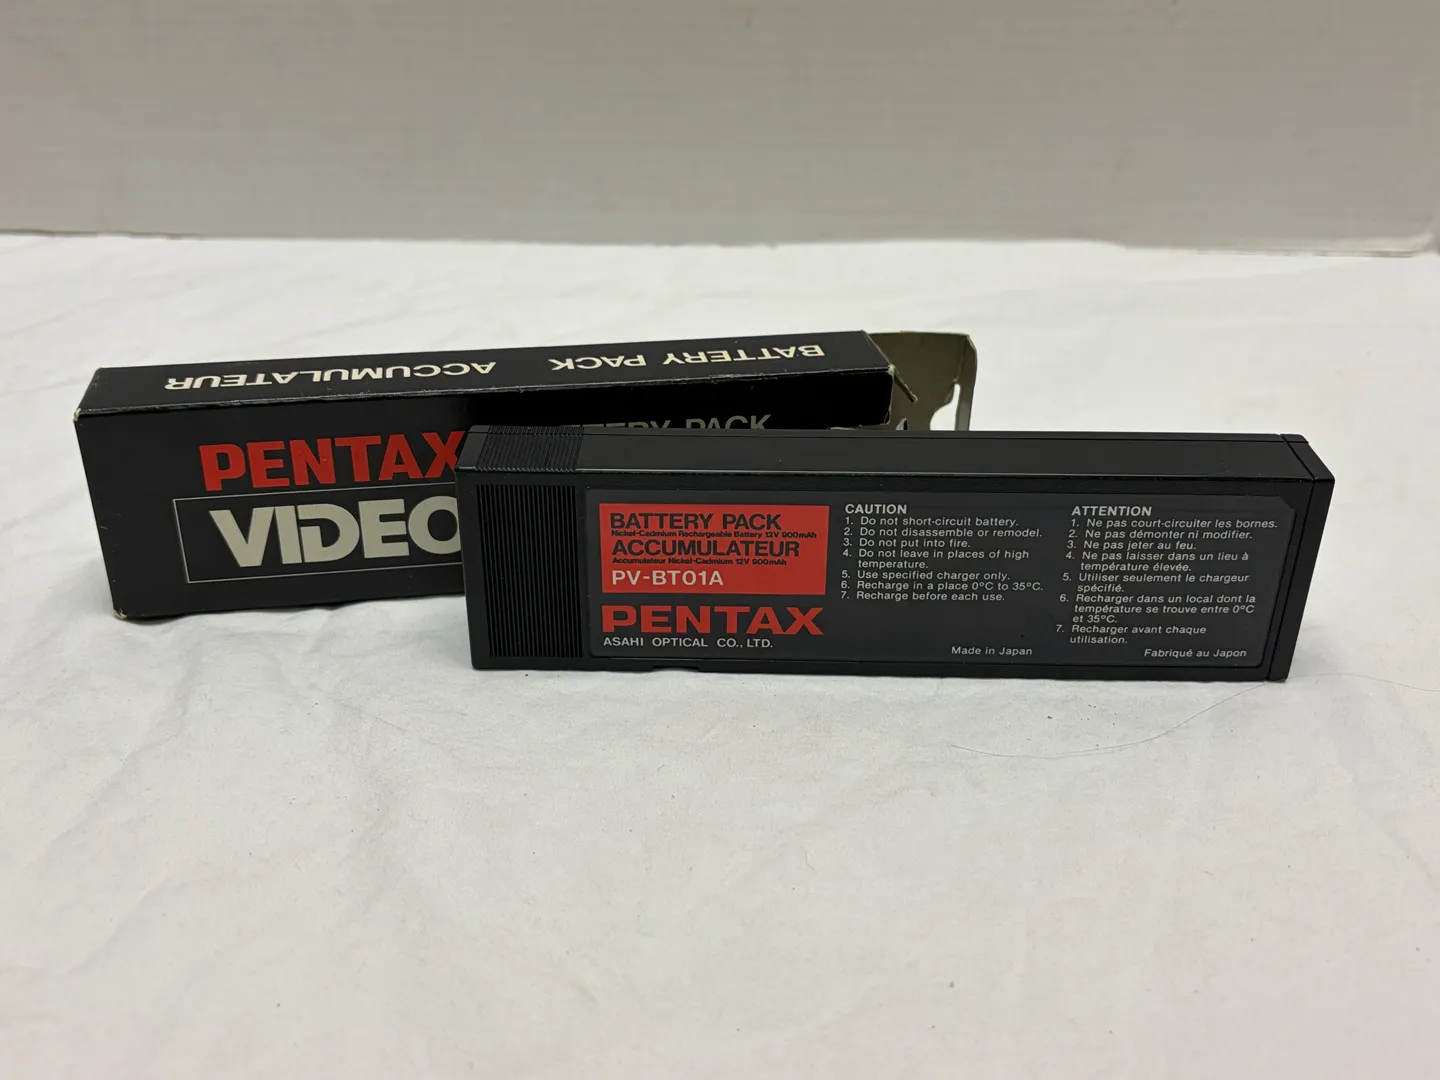 BATTERY PACK ACCUMULATEUR
PENTAX
VIDEO
PACK
BATTERY PACK
Nickel-Cadmium Rechargeable Battery 12V 900mAh
ACCUMULATEUR
Accumulateur Nickel-Cadmium 12V 900mAh
PV-BT01A
PENTAX
ASAHI OPTICAL CO., LTD.
CAUTION
1. Do not short-circuit battery.
2. Do not disassemble or remodel.
3. Do not put into fire.
4. Do not leave in places of high
temperature.
5. Use specified charger only.
6. Recharge in a place 0°C to 35°C.
7. Recharge before each use.
Made in Japan
ATTENTION
1. Ne pas court-circuiter les bornes.
2. Ne pas démonter ni modifier.
3. Ne pas jeter au feu.
4. Ne pas laisser dans un lieu à
température élevée.
5. Utiliser seulement le chargeur
spécifié.
6. Recharger dans un local dont la
température se trouve entre 0°C
et 35°C.
7. Recharger avant chaque
utilisation.
Fabriqué au Japon